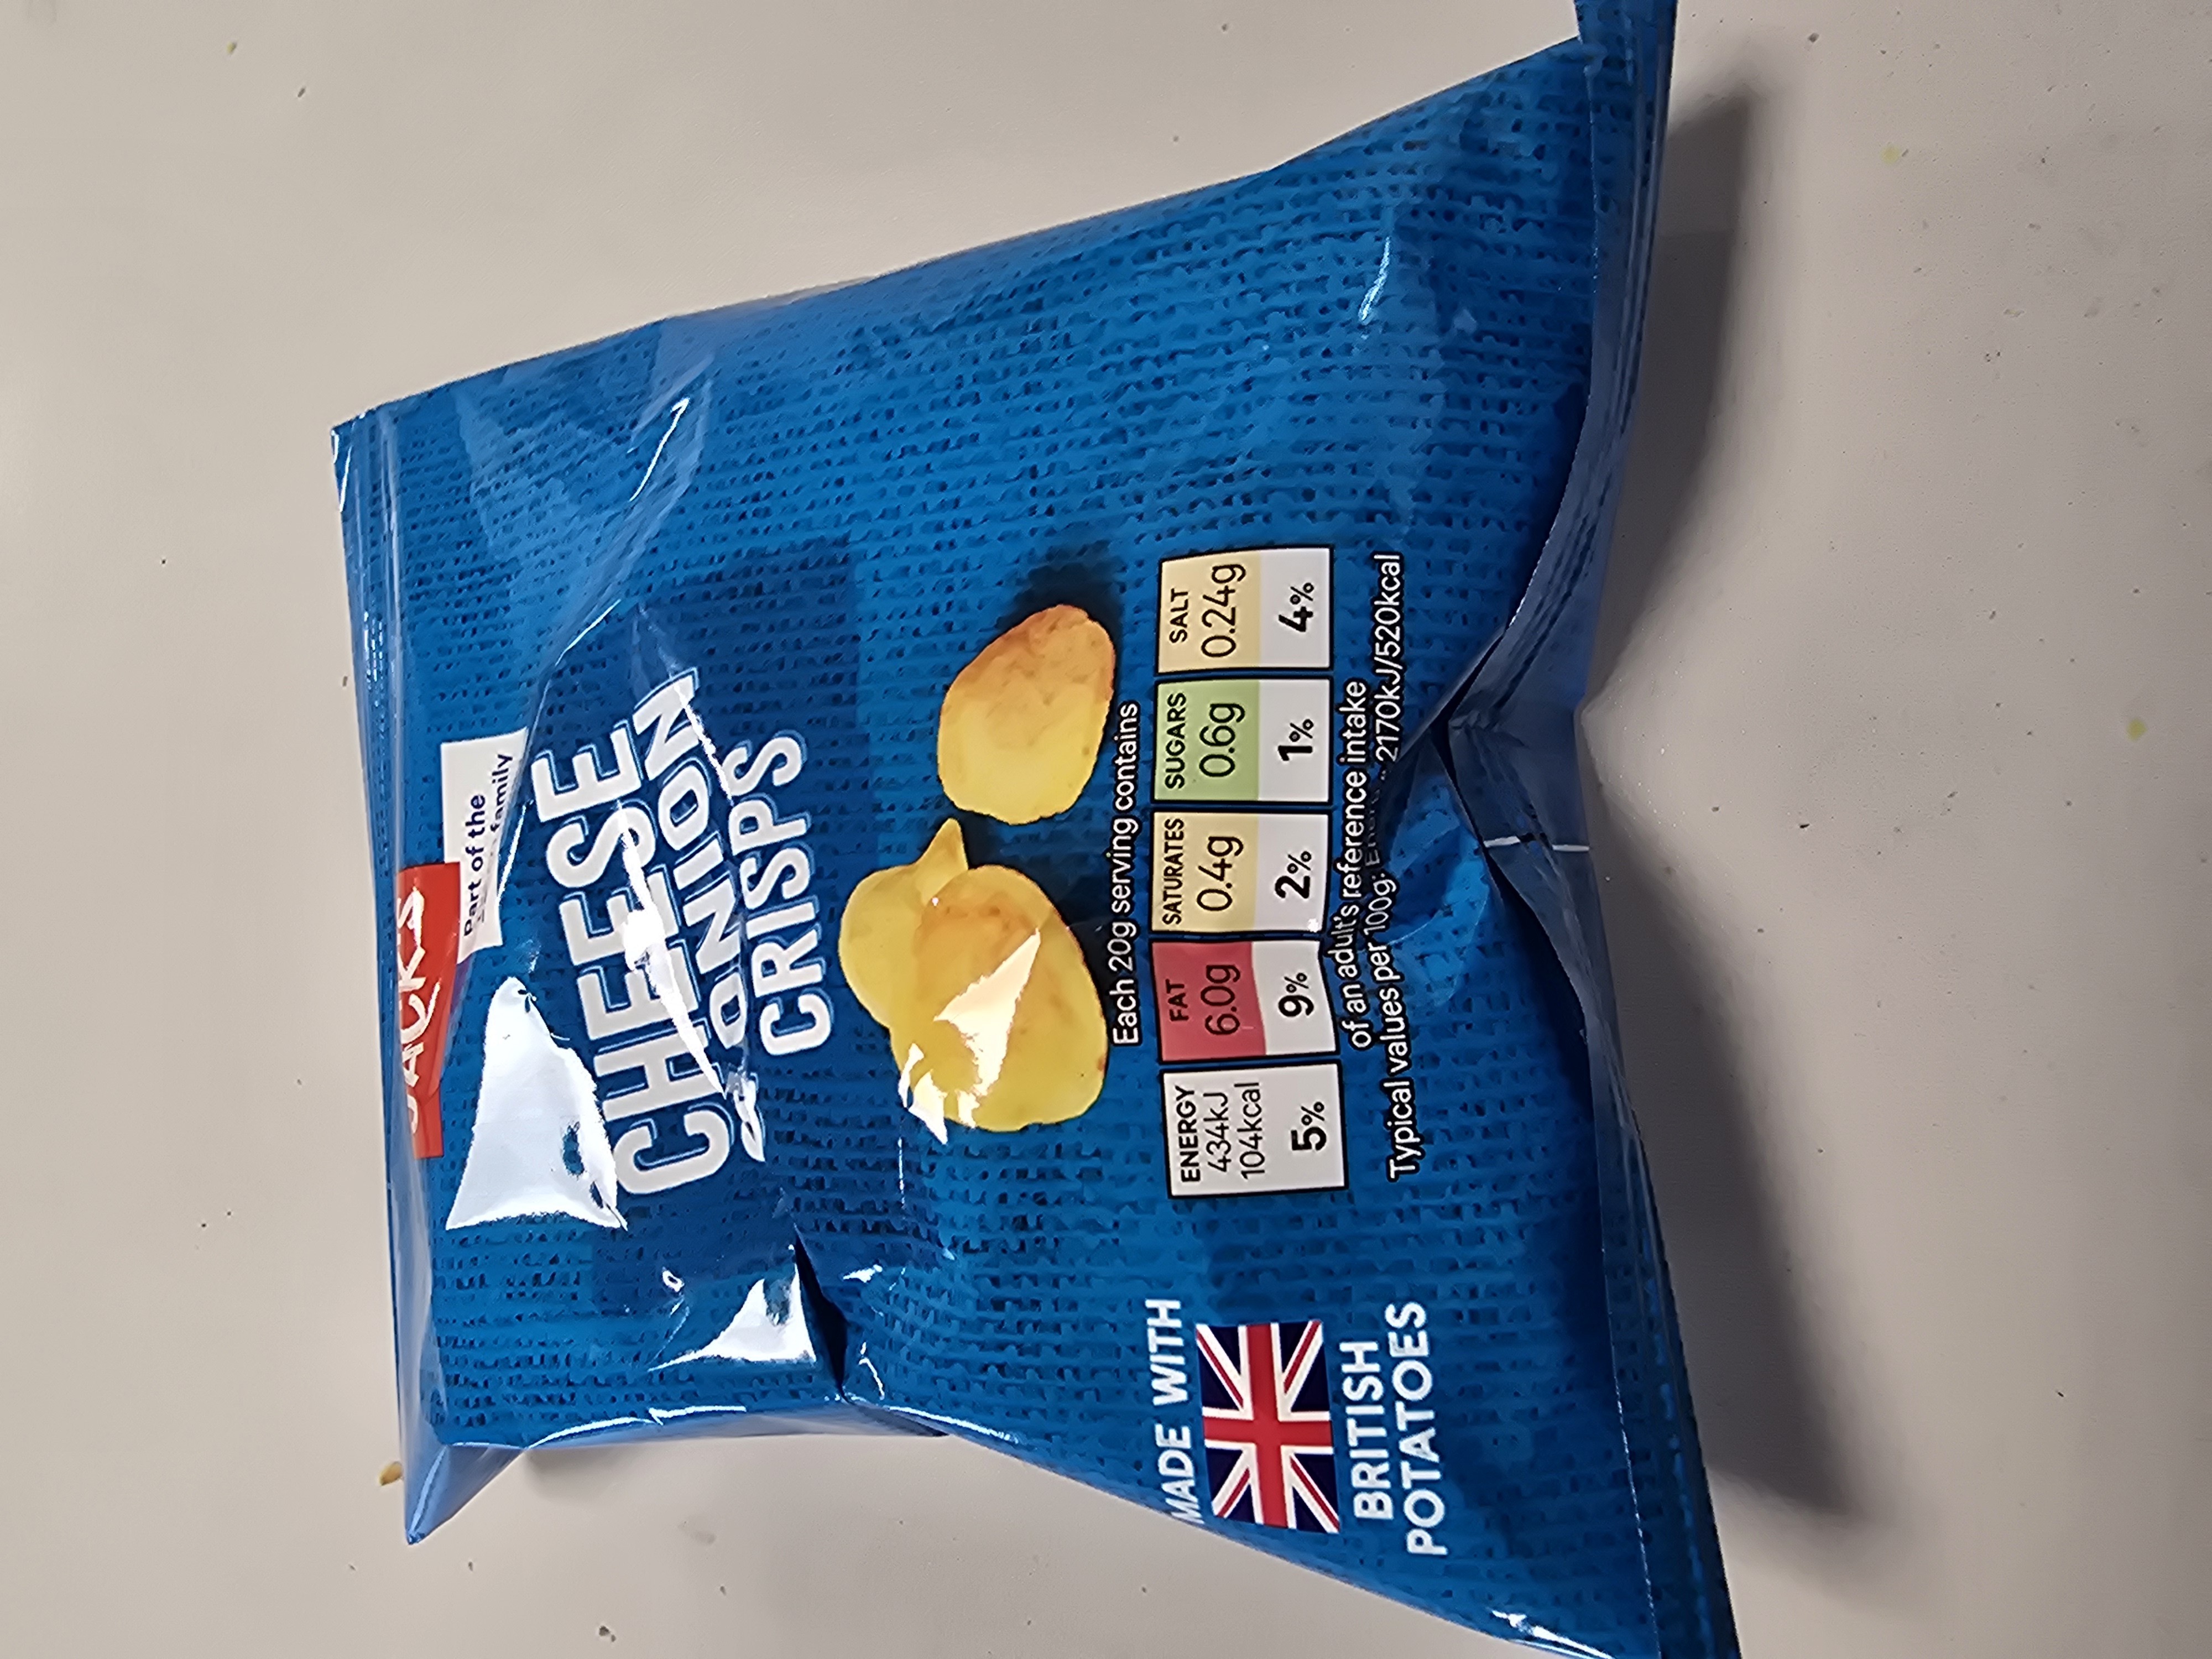 JACK'S
Part of the
family
CHEESE
& ONION
CRISPS
Each 20g serving contains
ENERGY
434kJ
104kcal
5%
FAT
6.0g
9%
SATURATES
0.4g
2%
SUGARS
0.6g
1%
SALT
0.24g
4%
of an adult's reference intake
Typical values per 100g: Energy 2170kJ/520kcal
MADE WITH
BRITISH
POTATOES